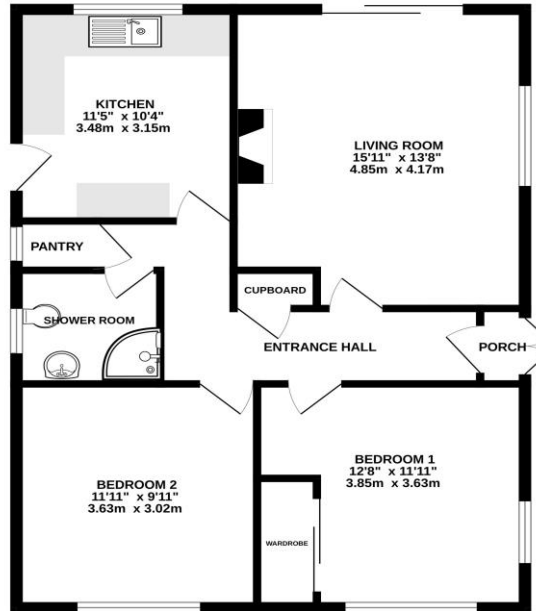 KITCHEN
11'5" x 10'4"
3.48m x 3.15m
LIVING ROOM
15'11" x 13'8"
4.85m x 4.17m
PANTRY
CUPBOARD
SHOWER ROOM
ENTRANCE HALL
PORCH
BEDROOM 2
11'11" x 9'11"
3.63m x 3.02m
BEDROOM 1
12'8" x 11'11"
3.85m x 3.63m
WARDROBE